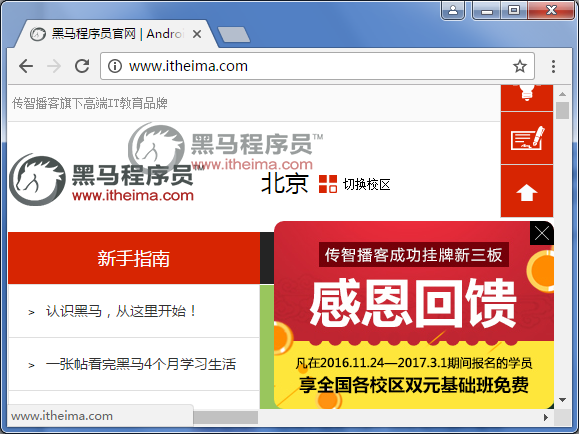 黑马程序员官网 | Androi
www.itheima.com
传智播客旗下高端IT教育品牌
黑马程序员™
www.itheima.com
黑马程序员™
www.itheima.com
北京 切换校区
新手指南
> 认识黑马，从这里开始！
> 一张帖看完黑马4个月学习生活
传智播客成功挂牌新三板
感恩回馈
凡在2016.11.24—2017.3.1期间报名的学员
享全国各校区双元基础班免费
www.itheima.com